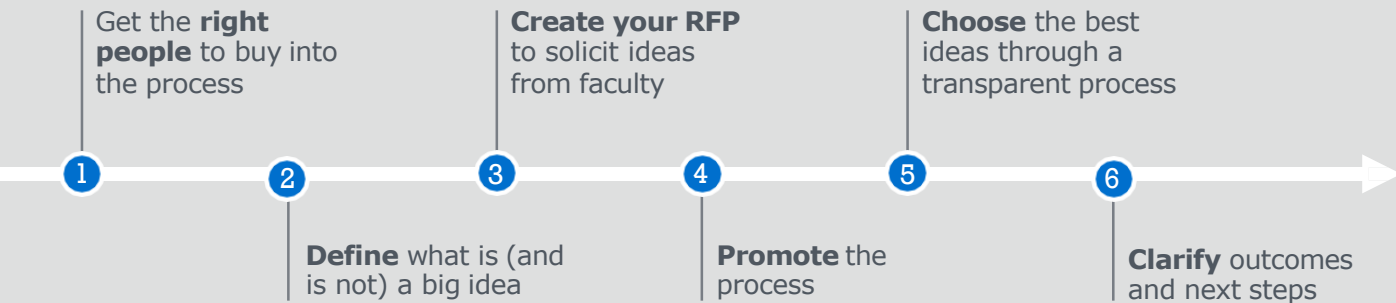 Get the right
people to buy into
the process
Create your RFP
to solicit ideas
from faculty
Choose the best
ideas through a
transparent process
1
2
3
4
5
6
Define what is (and
is not) a big idea
Promote the
process
Clarify outcomes
and next steps